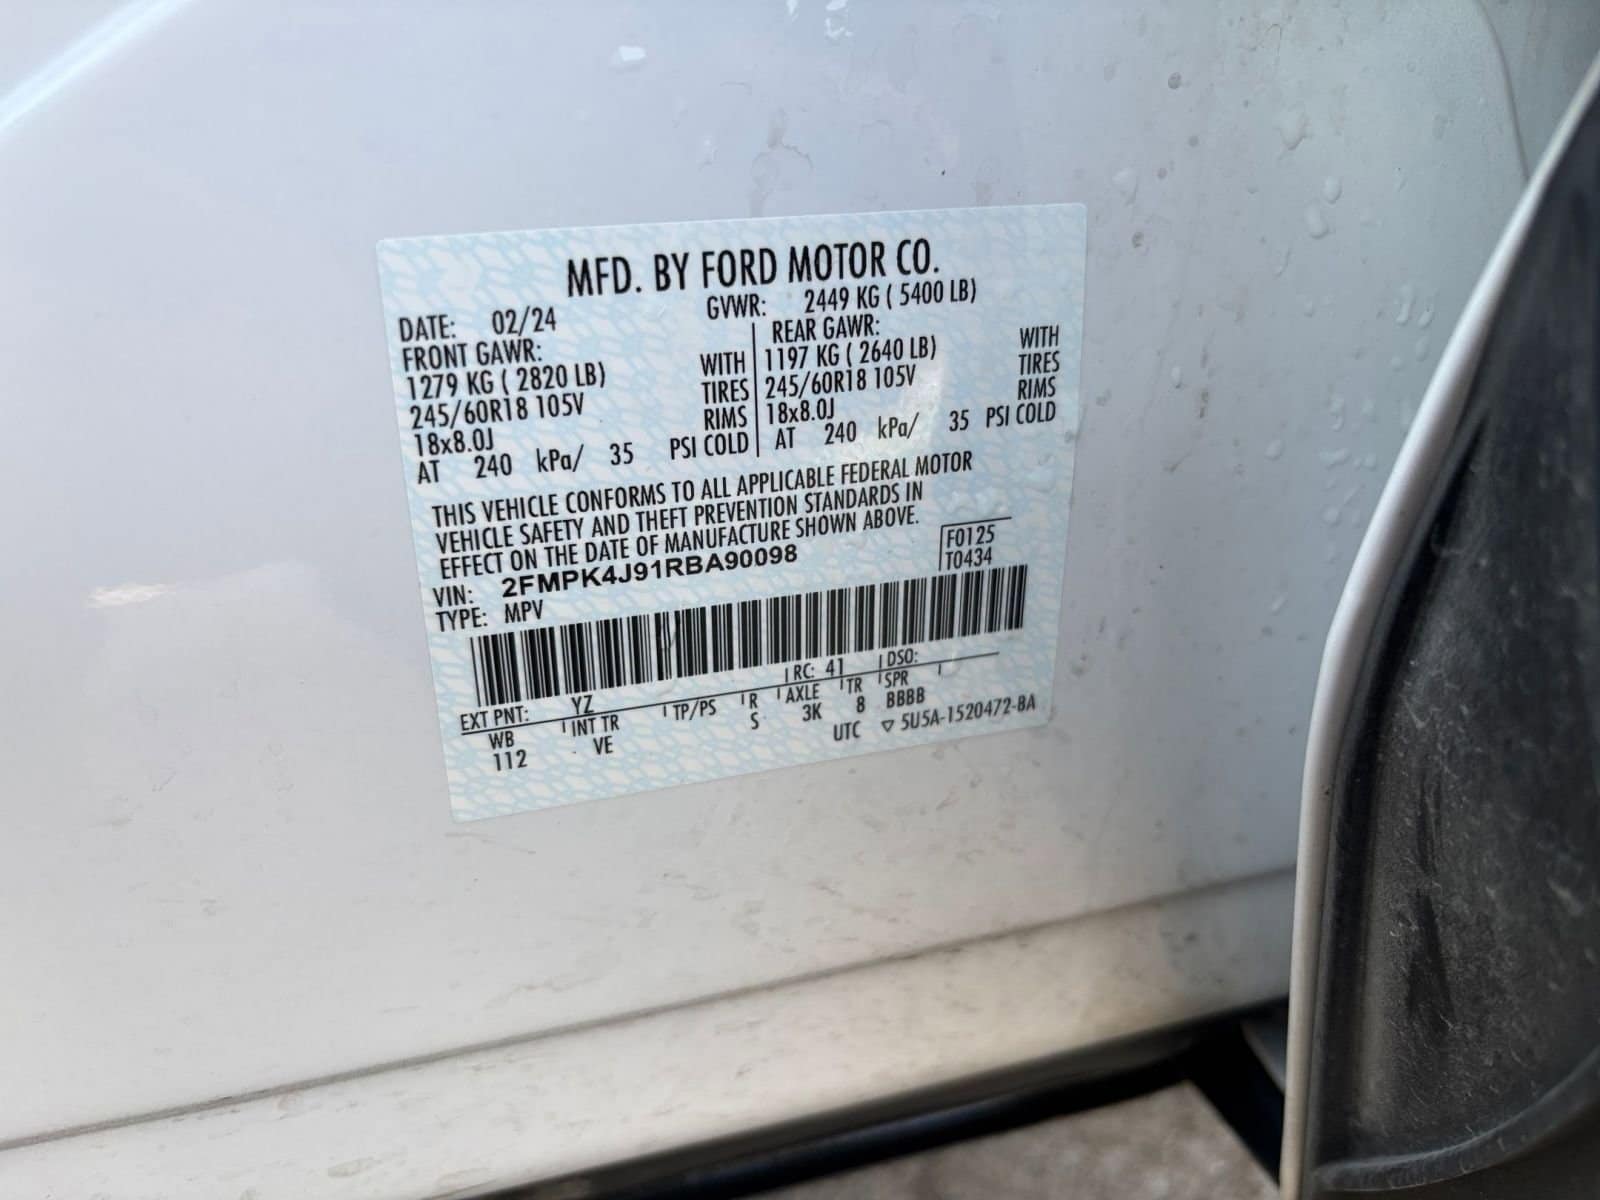 MFD. BY FORD MOTOR CO.
DATE: 02/24 GVWR: 2449 KG ( 5400 LB)
FRONT GAWR: REAR GAWR:
1279 KG ( 2820 LB) WITH 1197 KG ( 2640 LB) WITH
245/60R18 105V TIRES 245/60R18 105V TIRES
18x8.0J RIMS 18x8.0J RIMS
AT 240 kPa/ 35 PSI COLD AT 240 kPa/ 35 PSI COLD
THIS VEHICLE CONFORMS TO ALL APPLICABLE FEDERAL MOTOR
VEHICLE SAFETY AND THEFT PREVENTION STANDARDS IN
EFFECT ON THE DATE OF MANUFACTURE SHOWN ABOVE.
F0125
VIN: 2FMPK4J91RBA90098 T0434
TYPE: MPV
EXT PNT: YZ RC: 41 DSO:
WB INT TR TP/PS R AXLE TR SPR
112 VE S 3K 8 BBBB
UTC ▽ 5U5A-1520472-BA